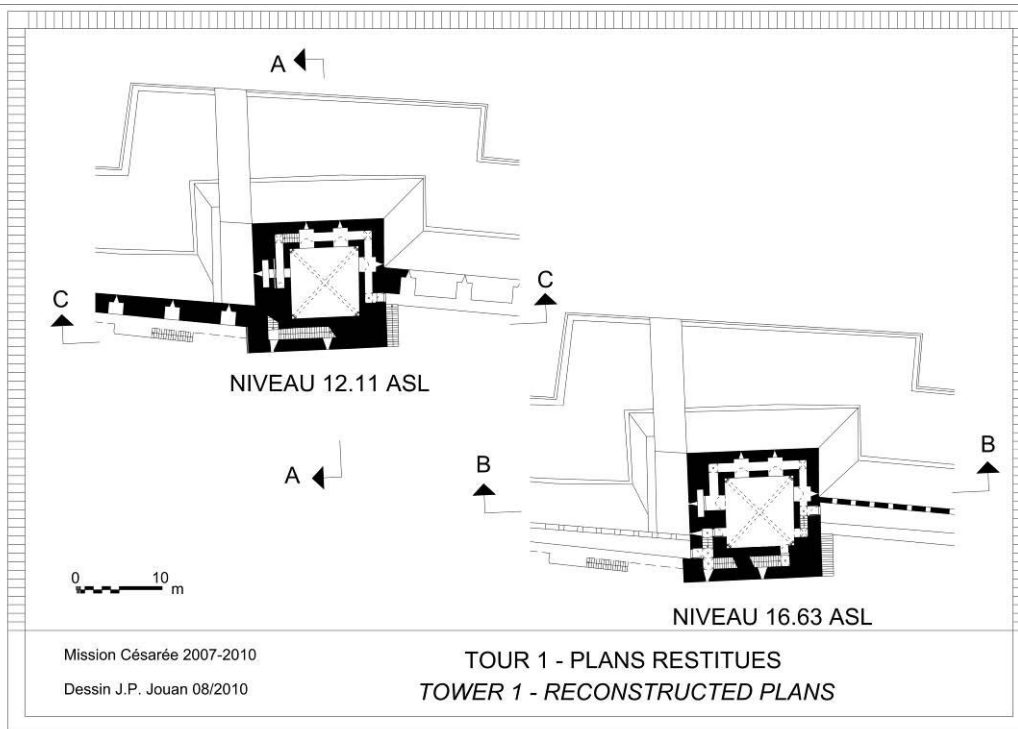 A
C
C
NIVEAU 12.11 ASL
A
B
B
0 10
m
NIVEAU 16.63 ASL
Mission Césarée 2007-2010
Dessin J.P. Jouan 08/2010
TOUR 1 - PLANS RESTITUES
TOWER 1 - RECONSTRUCTED PLANS